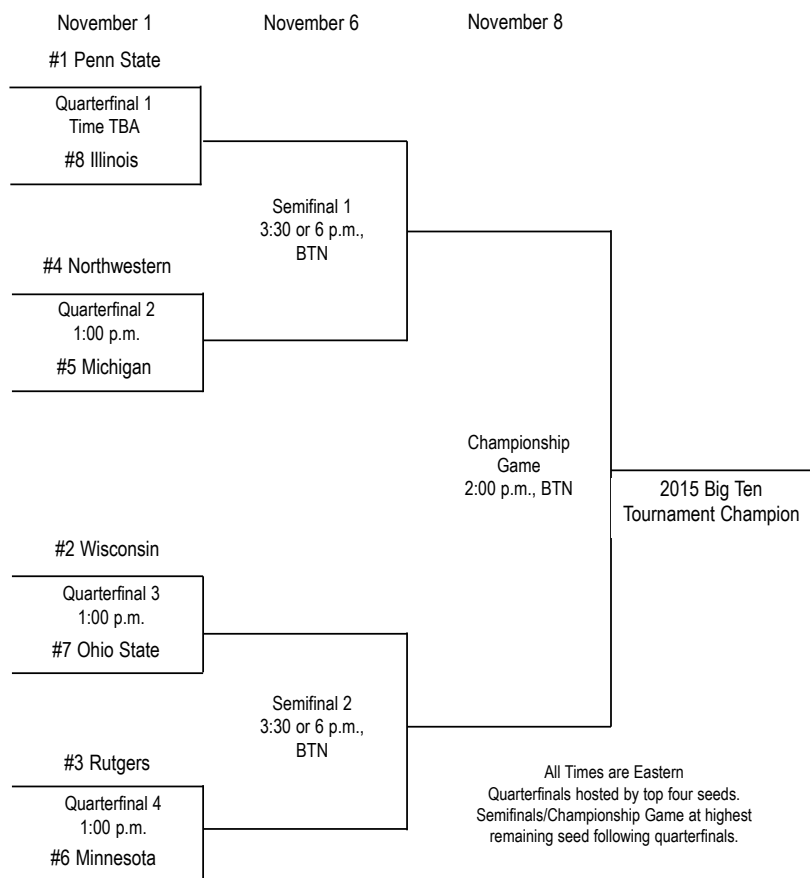 November 1
November 6
November 8
#1 Penn State
Quarterfinal 1
Time TBA
#8 Illinois
Semifinal 1
3:30 or 6 p.m.,
BTN
#4 Northwestern
Quarterfinal 2
1:00 p.m.
#5 Michigan
Championship
Game
2:00 p.m., BTN
2015 Big Ten
Tournament Champion
#2 Wisconsin
Quarterfinal 3
1:00 p.m.
#7 Ohio State
Semifinal 2
3:30 or 6 p.m.,
BTN
#3 Rutgers
Quarterfinal 4
1:00 p.m.
#6 Minnesota
All Times are Eastern
Quarterfinals hosted by top four seeds.
Semifinals/Championship Game at highest
remaining seed following quarterfinals.